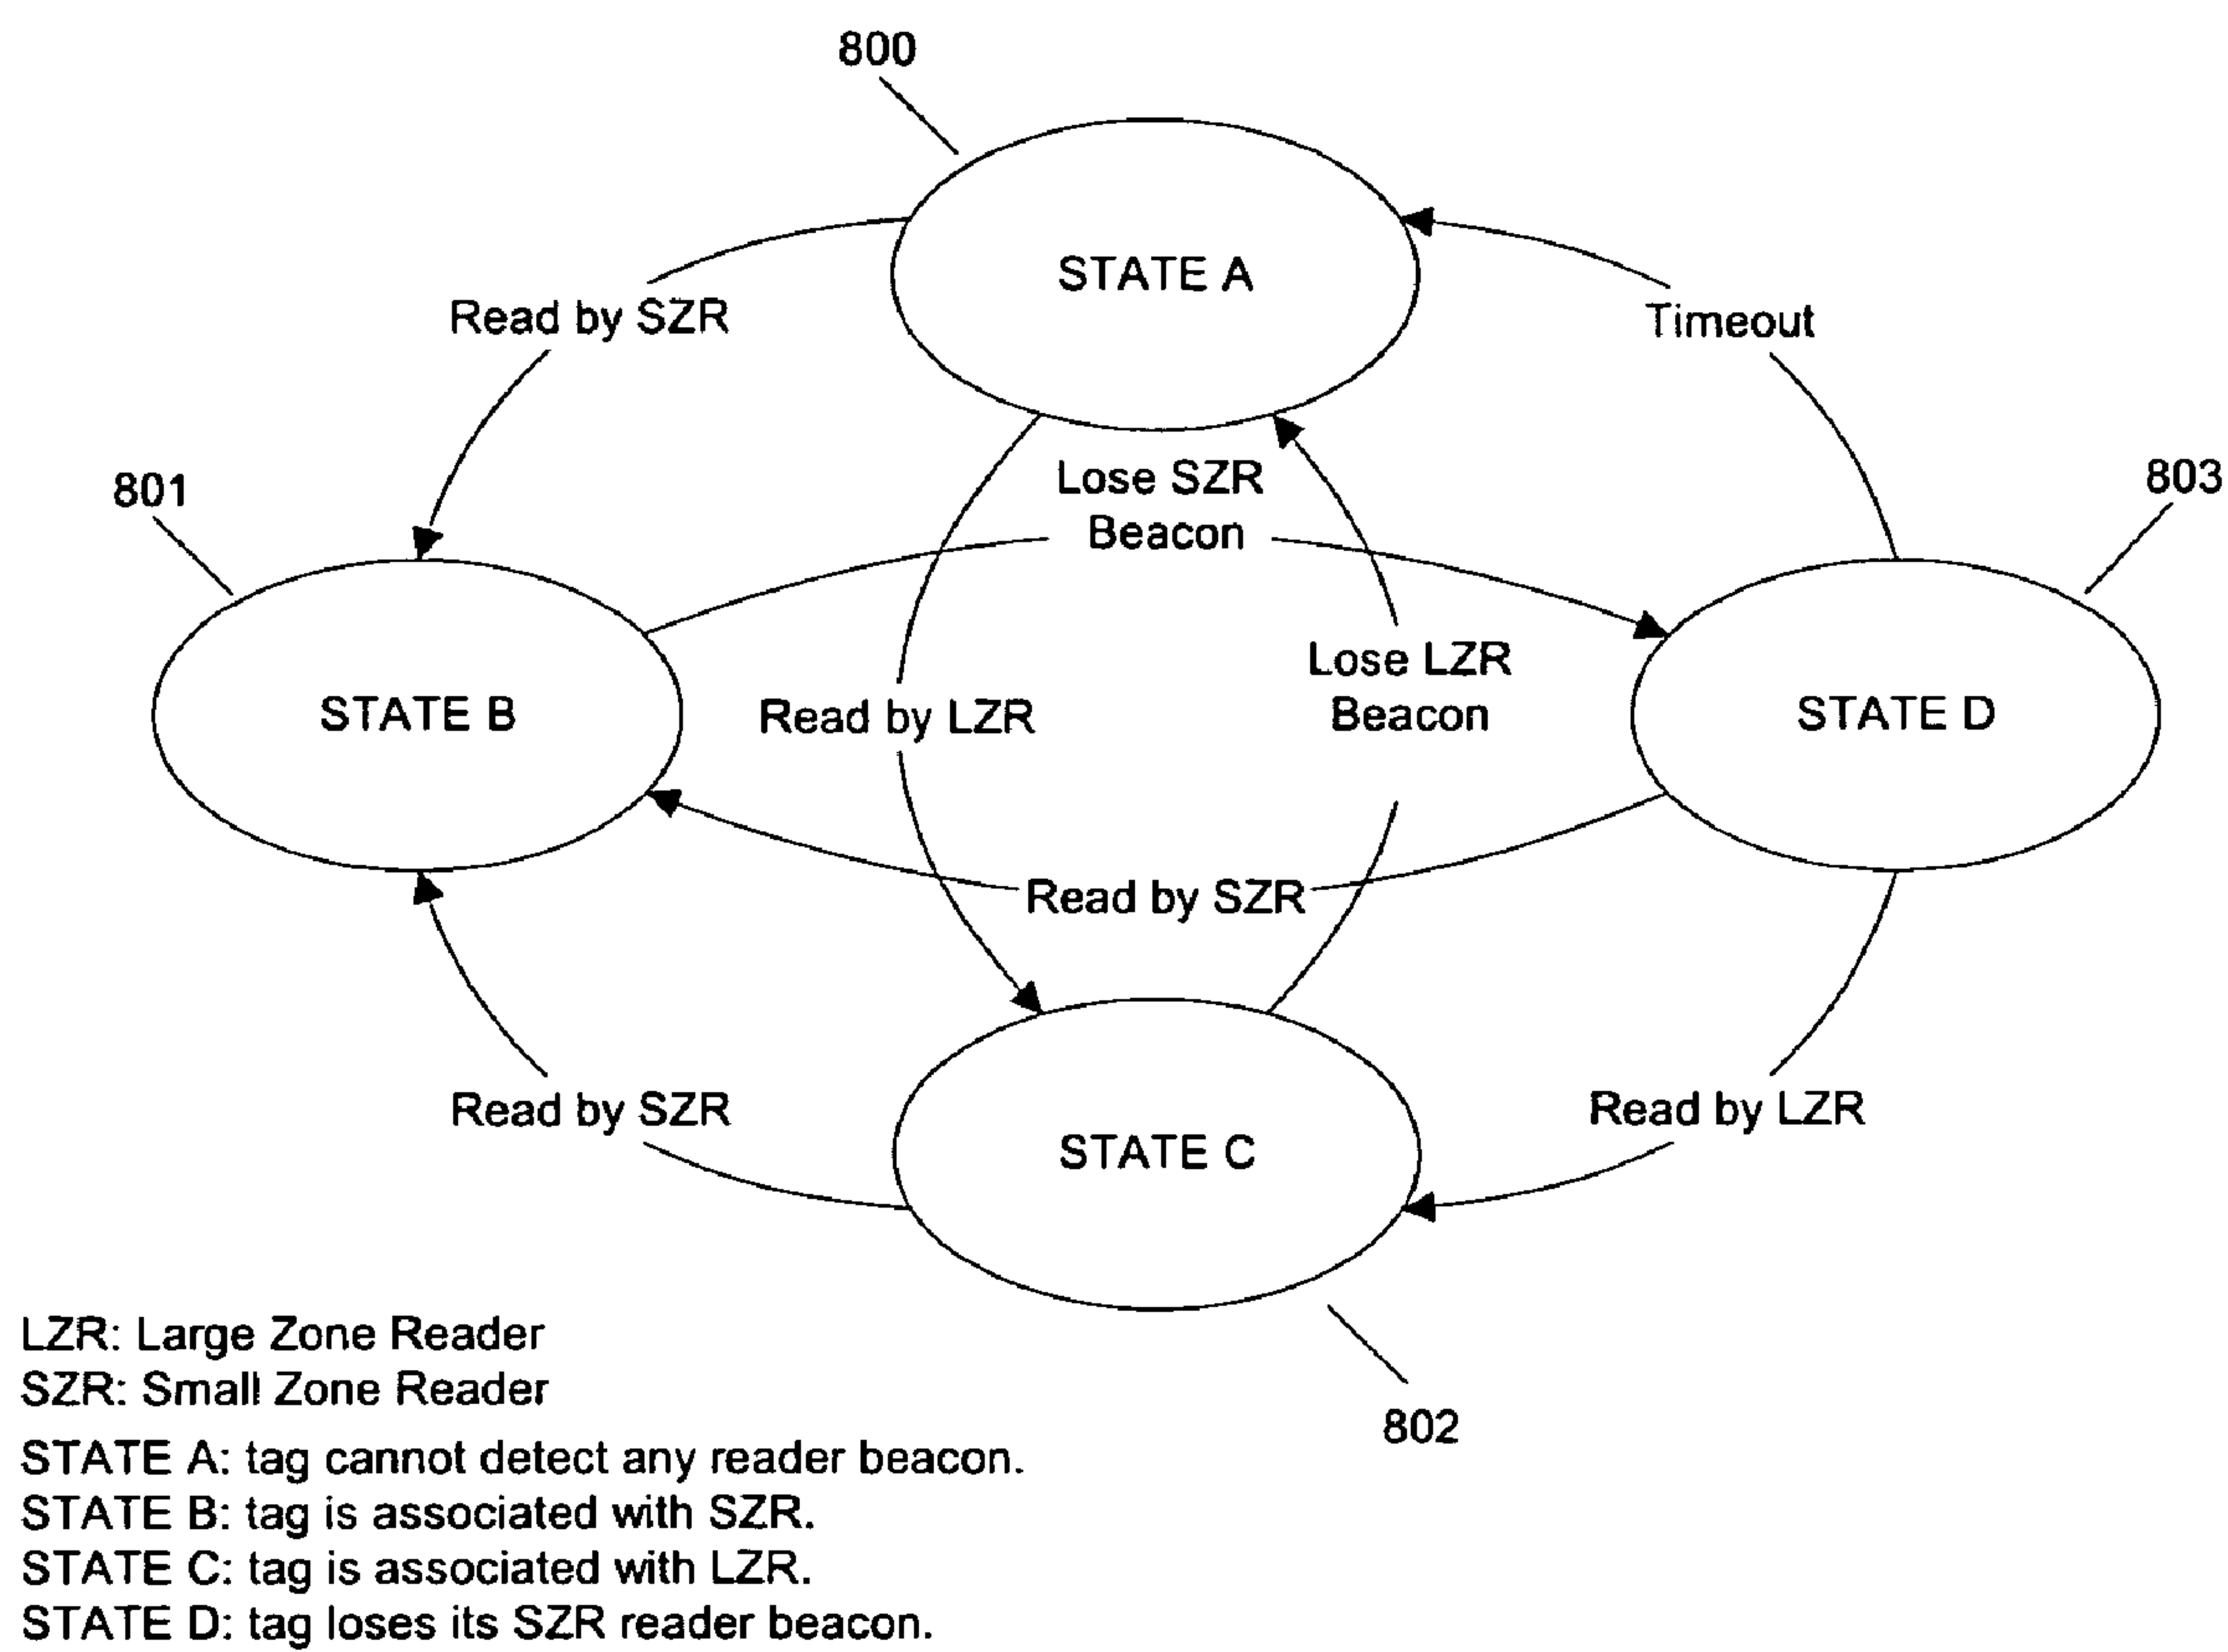 800
STATE A
Read by SZR
Timeout
Lose SZR
Beacon
801
803
Lose LZR
Beacon
STATE B
Read by LZR
STATE D
Read by SZR
Read by SZR
Read by LZR
STATE C
802
LZR: Large Zone Reader
SZR: Small Zone Reader
STATE A: tag cannot detect any reader beacon.
STATE B: tag is associated with SZR.
STATE C: tag is associated with LZR.
STATE D: tag loses its SZR reader beacon.